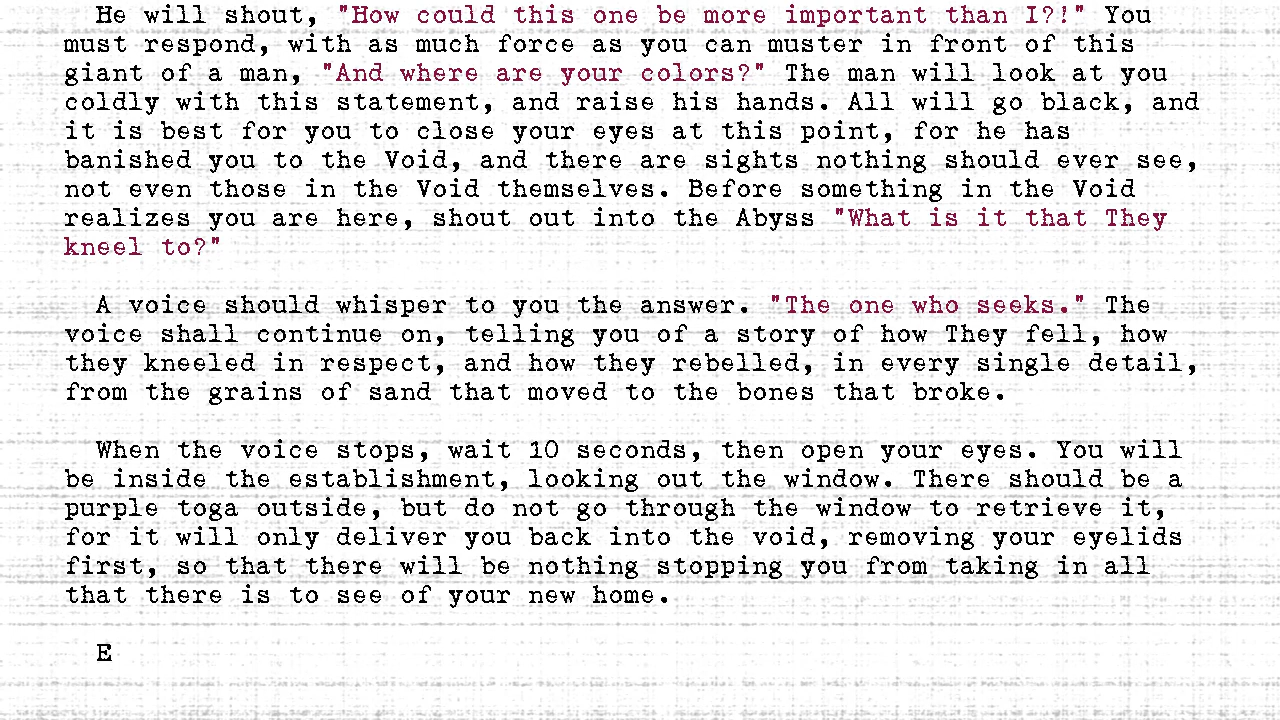 He will shout, "How could this one be more important than I?!" You
must respond, with as much force as you can muster in front of this
giant of a man, "And where are your colors?" The man will look at you
coldly with this statement, and raise his hands. All will go black, and
it is best for you to close your eyes at this point, for he has
banished you to the Void, and there are sights nothing should ever see,
not even those in the Void themselves. Before something in the Void
realizes you are here, shout out into the Abyss "What is it that They
kneel to?"
A voice should whisper to you the answer. "The one who seeks." The
voice shall continue on, telling you of a story of how They fell, how
they kneeled in respect, and how they rebelled, in every single detail,
from the grains of sand that moved to the bones that broke.
When the voice stops, wait 10 seconds, then open your eyes. You will
be inside the establishment, looking out the window. There should be a
purple toga outside, but do not go through the window to retrieve it,
for it will only deliver you back into the void, removing your eyelids
first, so that there will be nothing stopping you from taking in all
that there is to see of your new home.
E